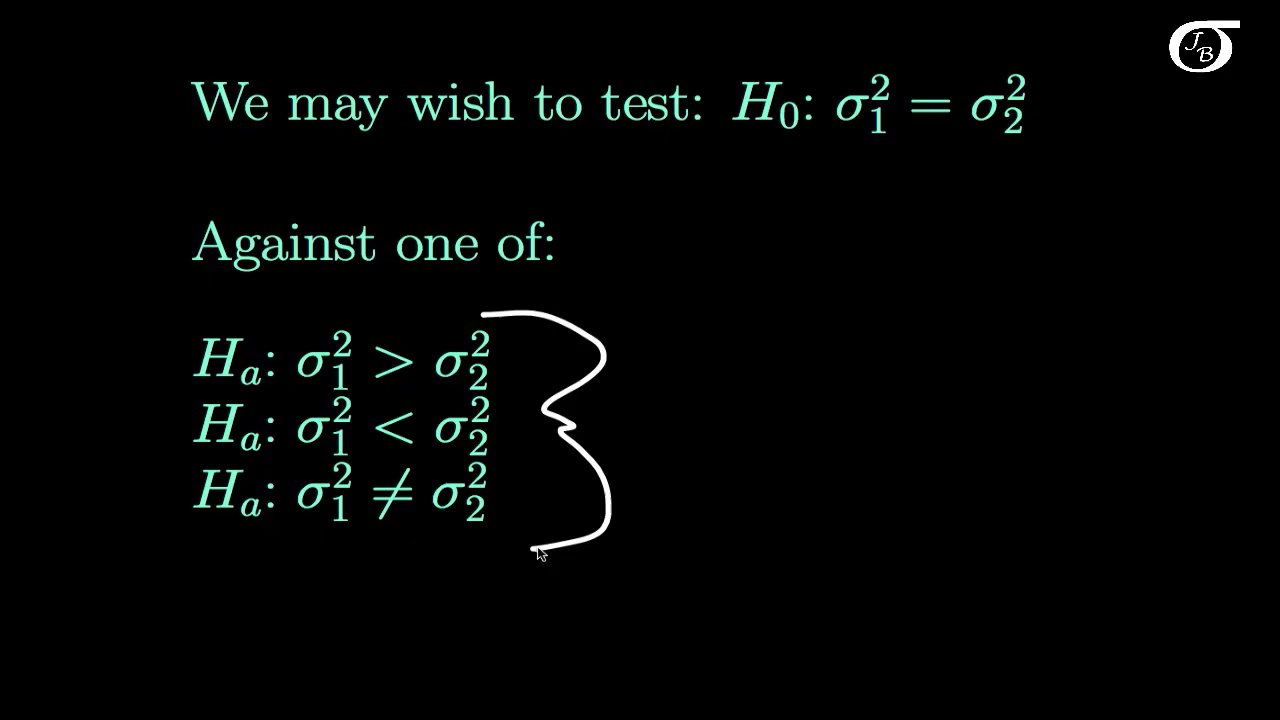 JB
We may wish to test: H₀: σ₁² = σ₂²
Against one of:
Hₐ: σ₁² > σ₂²
Hₐ: σ₁² < σ₂²
Hₐ: σ₁² ≠ σ₂²